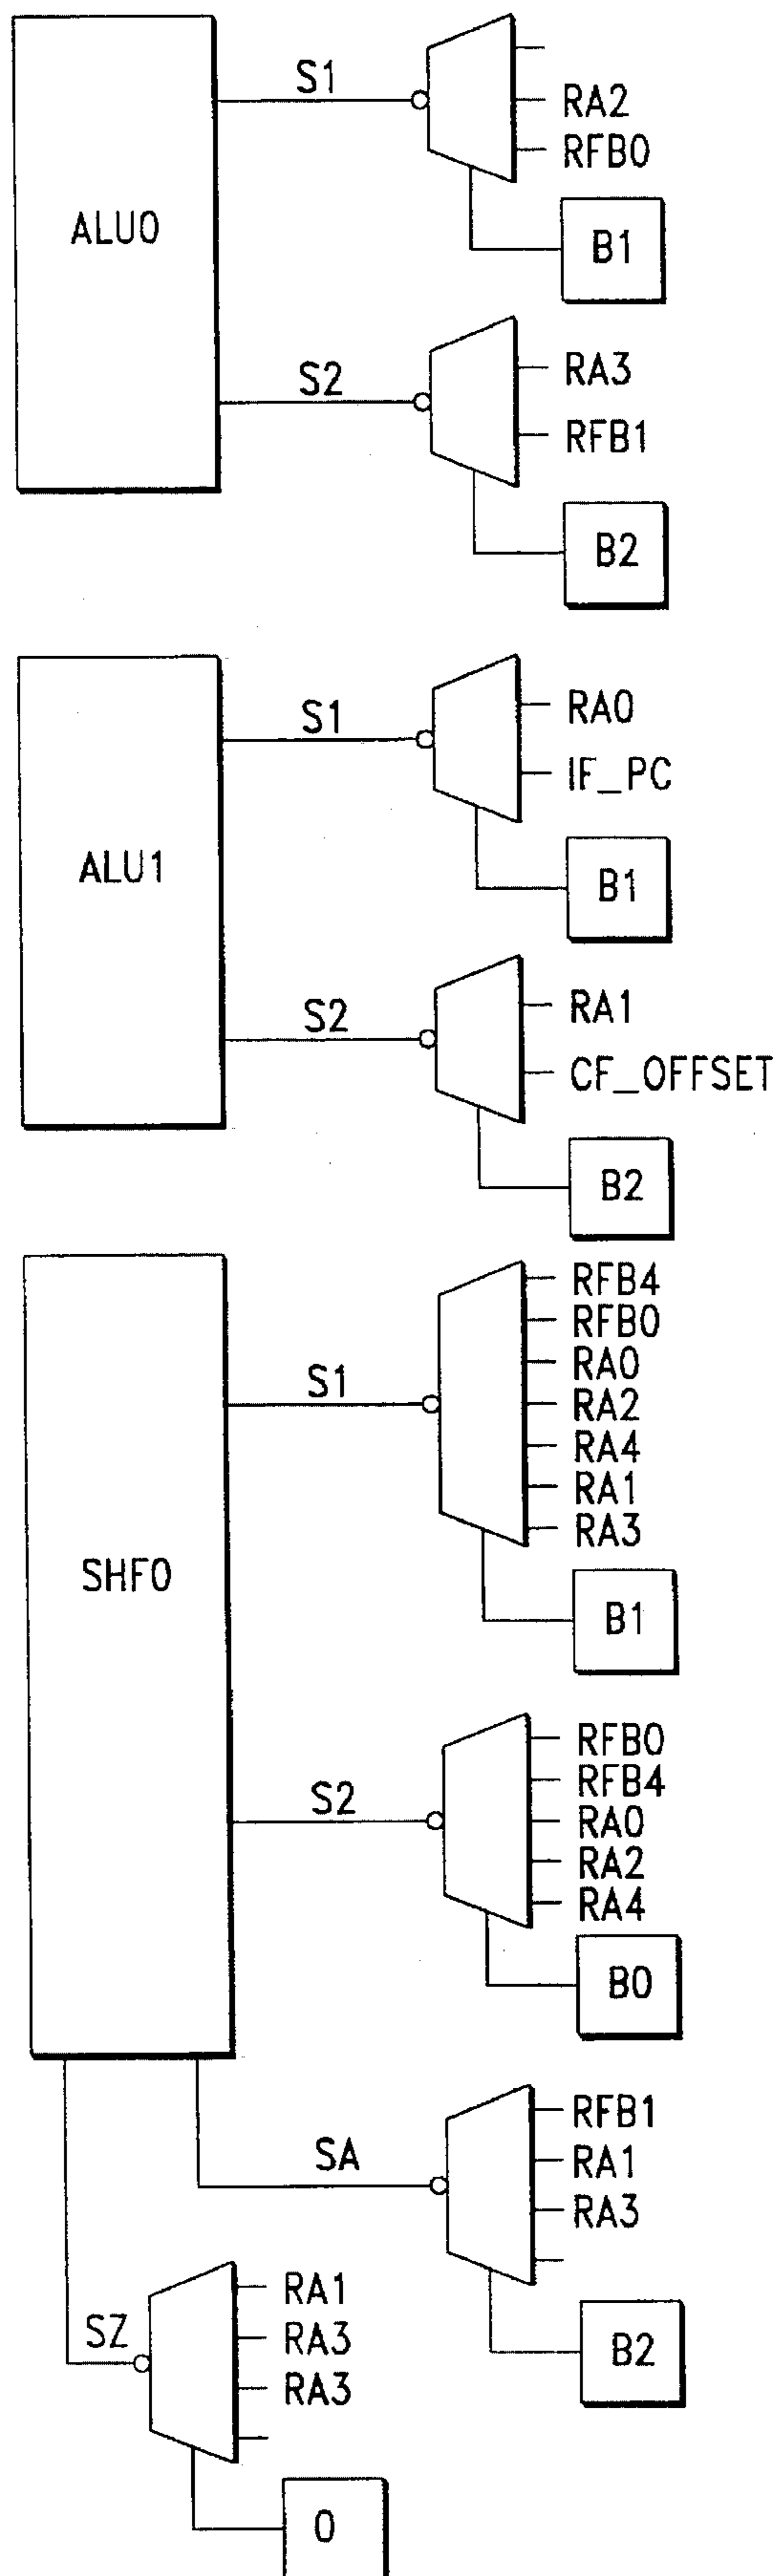 S1
RA2
RFB0
ALU0
B1
S2
RA3
RFB1
B2
S1
RA0
IF_PC
ALU1
B1
S2
RA1
CF_OFFSET
B2
RFB4
RFB0
RA0
S1
RA2
RA4
RA1
RA3
SHF0
B1
RFB0
RFB4
S2
RA0
RA2
RA4
B0
RFB1
SA
RA1
RA3
RA1
SZ
RA3
RA3
B2
0